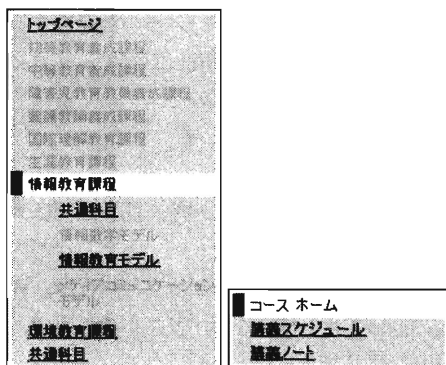 トップページ
初等教育養成課程
中等教育養成課程
障害児教育教員養成課程
養護教諭養成課程
国際理解教育課程
生涯教育課程
情報教育課程
共通科目
情報数学モデル
情報教育モデル
メディアコミュニケーション
モデル
環境教育課程
共通科目
コース ホーム
講義スケジュール
講義ノート